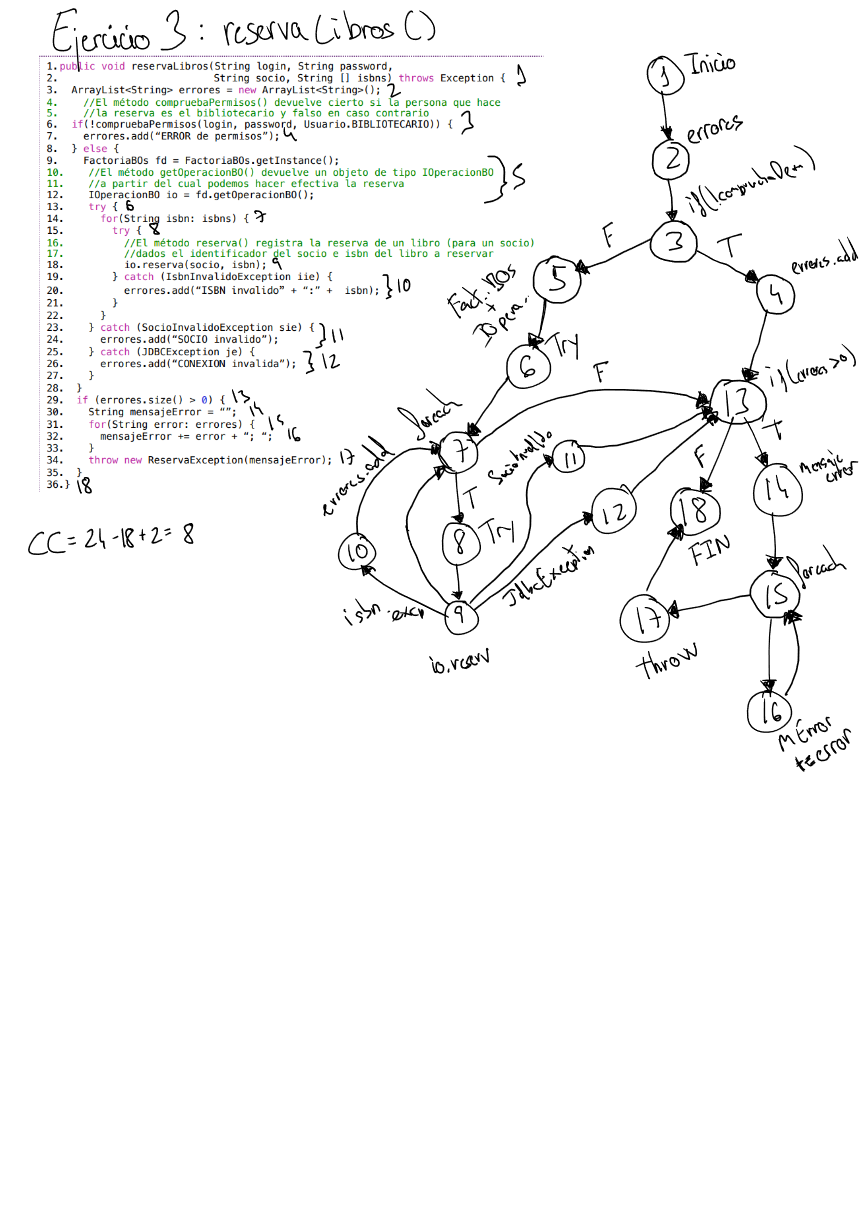 Ejercicio 3: reservaLibros()
1. public void reservaLibros(String login, String password,
2. String socio, String [] isbns) throws Exception { 1
3. ArrayList<String> errores = new ArrayList<String>(); 2
4. //El método compruebaPermisos() devuelve cierto si la persona que hace
5. //la reserva es el bibliotecario y falso en caso contrario
6. if(!compruebaPermisos(login, password, Usuario.BIBLIOTECARIO)) { 3
7. errores.add(“ERROR de permisos”); 4
8. } else {
9. FactoriaBOs fd = FactoriaBOs.getInstance();
10. //El método getOperacionBO() devuelve un objeto de tipo IOperacionBO
11. //a partir del cual podemos hacer efectiva la reserva
12. IOperacionBO io = fd.getOperacionBO();
} 5
13. try { 6
14. for(String isbn: isbns) { 7
15. try { 8
16. //El método reserva() registra la reserva de un libro (para un socio)
17. //dados el identificador del socio e isbn del libro a reservar
18. io.reserva(socio, isbn); 9
19. } catch (IsbnInvalidoException iie) {
20. errores.add(“ISBN invalido” + “:” + isbn); } 10
21. }
22. }
23. } catch (SocioInvalidoException sie) {
24. errores.add(“SOCIO invalido”); } 11
25. } catch (JDBCException je) {
26. errores.add(“CONEXION invalida”); } 12
27. }
28. }
29. if (errores.size() > 0) { 13
30. String mensajeError = “”; 14
31. for(String error: errores) { 15
32. mensajeError += error + “; “; 16
33. }
34. throw new ReservaException(mensajeError); 17
35. }
36.} 18
CC = 24-18+2= 8
1 Inicio
2 errores
3
F
T
5
4 errores.add
6 Try
F
13 if(errores>0)
7 foreach
T
8 Try
9
io.reserv
10
errores.add
11
12
JdbcException
F
T
18
FIN
14
15 foreach
17
throw
16
MError
+=error